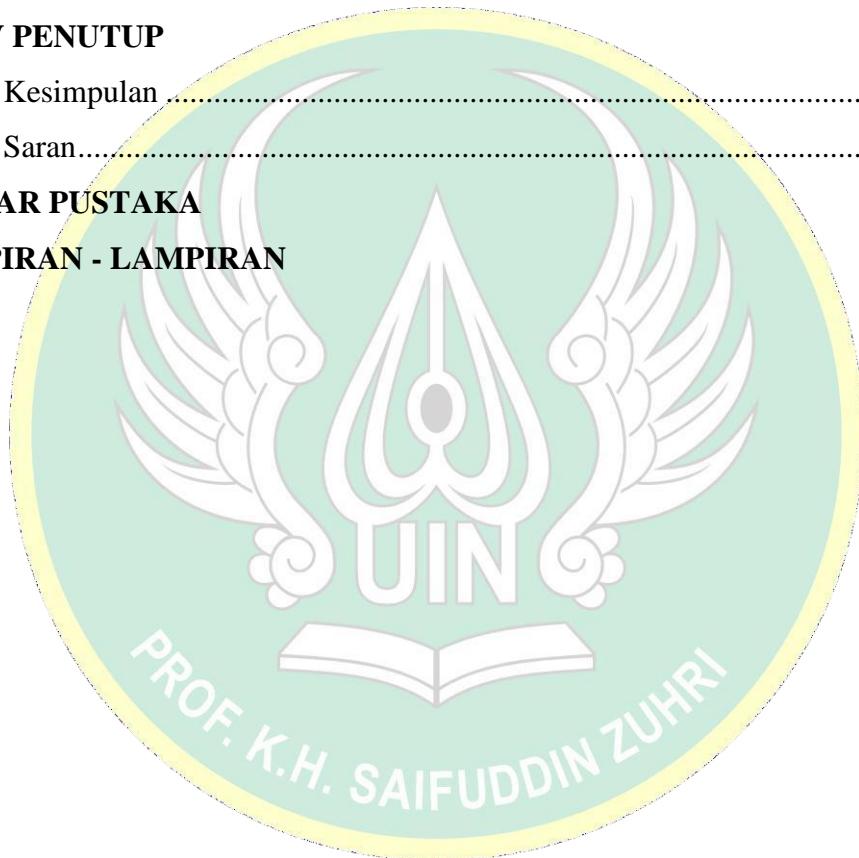 V PENUTUP
Kesimpulan ........................................................................................
Saran....................................................................................................
AR PUSTAKA
PIRAN - LAMPIRAN
UIN
PROF. K.H. SAIFUDDIN ZUHRI